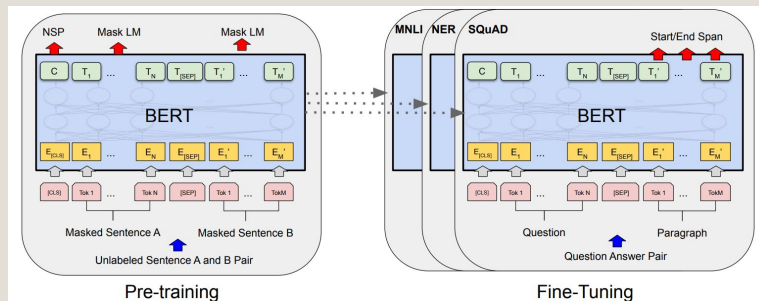 NSP Mask LM Mask LM
C T1 ... TN T[SEP] T1' ... TM'
BERT
E[CLS] E1 ... EN E[SEP] E1' ... EM'
[CLS] Tok 1 ... Tok N [SEP] Tok 1 ... TokM
Masked Sentence A Masked Sentence B
Unlabeled Sentence A and B Pair
Pre-training
MNLI NER SQuAD
Start/End Span
C T1 ... TN T[SEP] T1' ... TM'
BERT
E[CLS] E1 ... EN E[SEP] E1' ... EM'
[CLS] Tok 1 ... Tok N [SEP] Tok 1 ... TokM
Question Paragraph
Question Answer Pair
Fine-Tuning